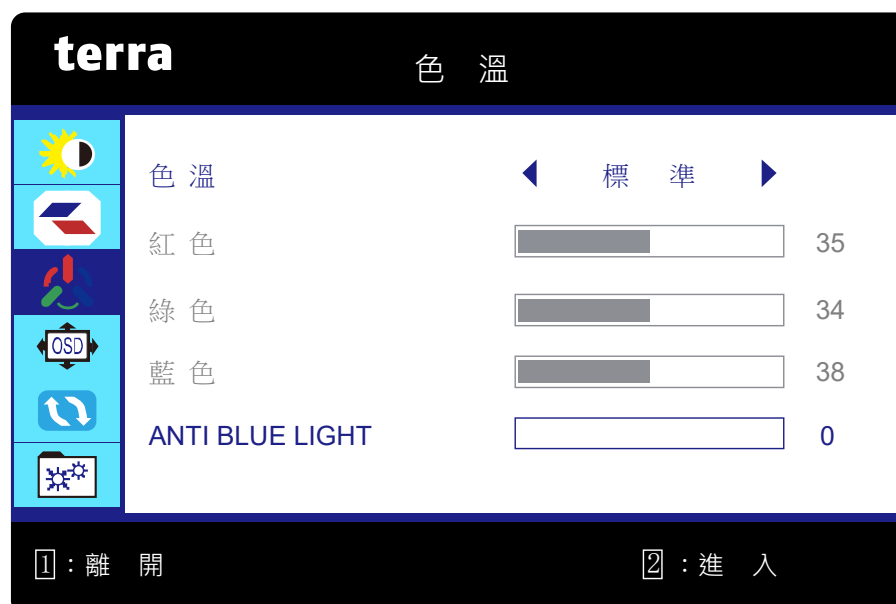 terra
色 溫
色 溫 標 準
紅 色 35
綠 色 34
藍 色 38
ANTI BLUE LIGHT 0
OSD
1：離 開 2：進 入